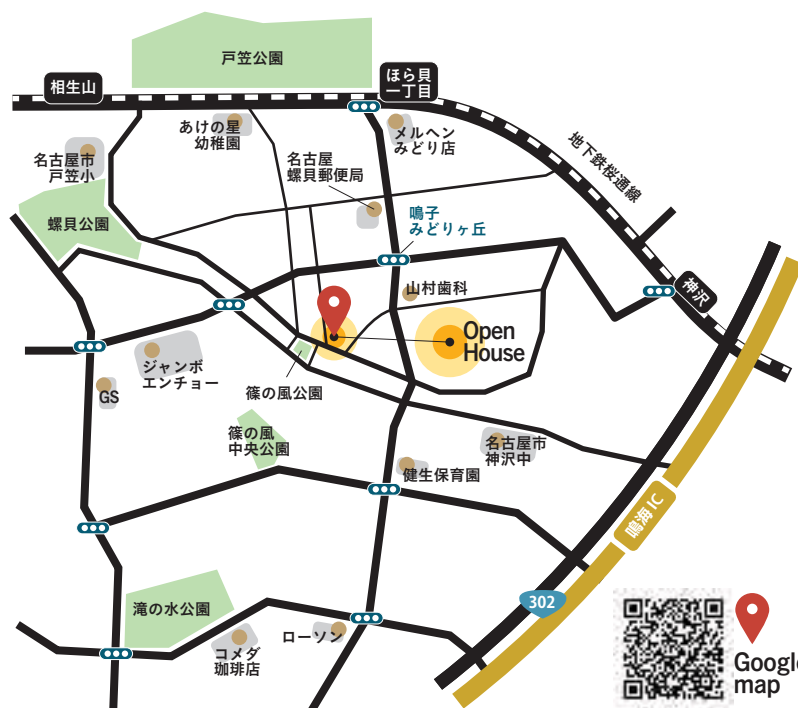 戸笠公園
相生山
ほら貝
一丁目
あけの星
幼稚園
メルヘン
みどり店
地下鉄桜通線
名古屋市
戸笠小
名古屋
螺貝郵便局
螺貝公園
鳴子
みどりヶ丘
神沢
山村歯科
Open
House
ジャンボ
エンチョー
GS
篠の風公園
篠の風
中央公園
名古屋市
神沢中
健生保育園
鳴海IC
302
滝の水公園
コメダ
珈琲店
ローソン
Google
map